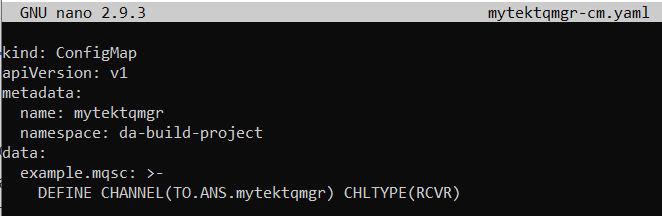 GNU nano 2.9.3 mytektqmgr-cm.yaml
kind: ConfigMap
apiVersion: v1
metadata:
  name: mytektqmgr
  namespace: da-build-project
data:
  example.mqsc: >-
    DEFINE CHANNEL(TO.ANS.mytektqmgr) CHLTYPE(RCVR)